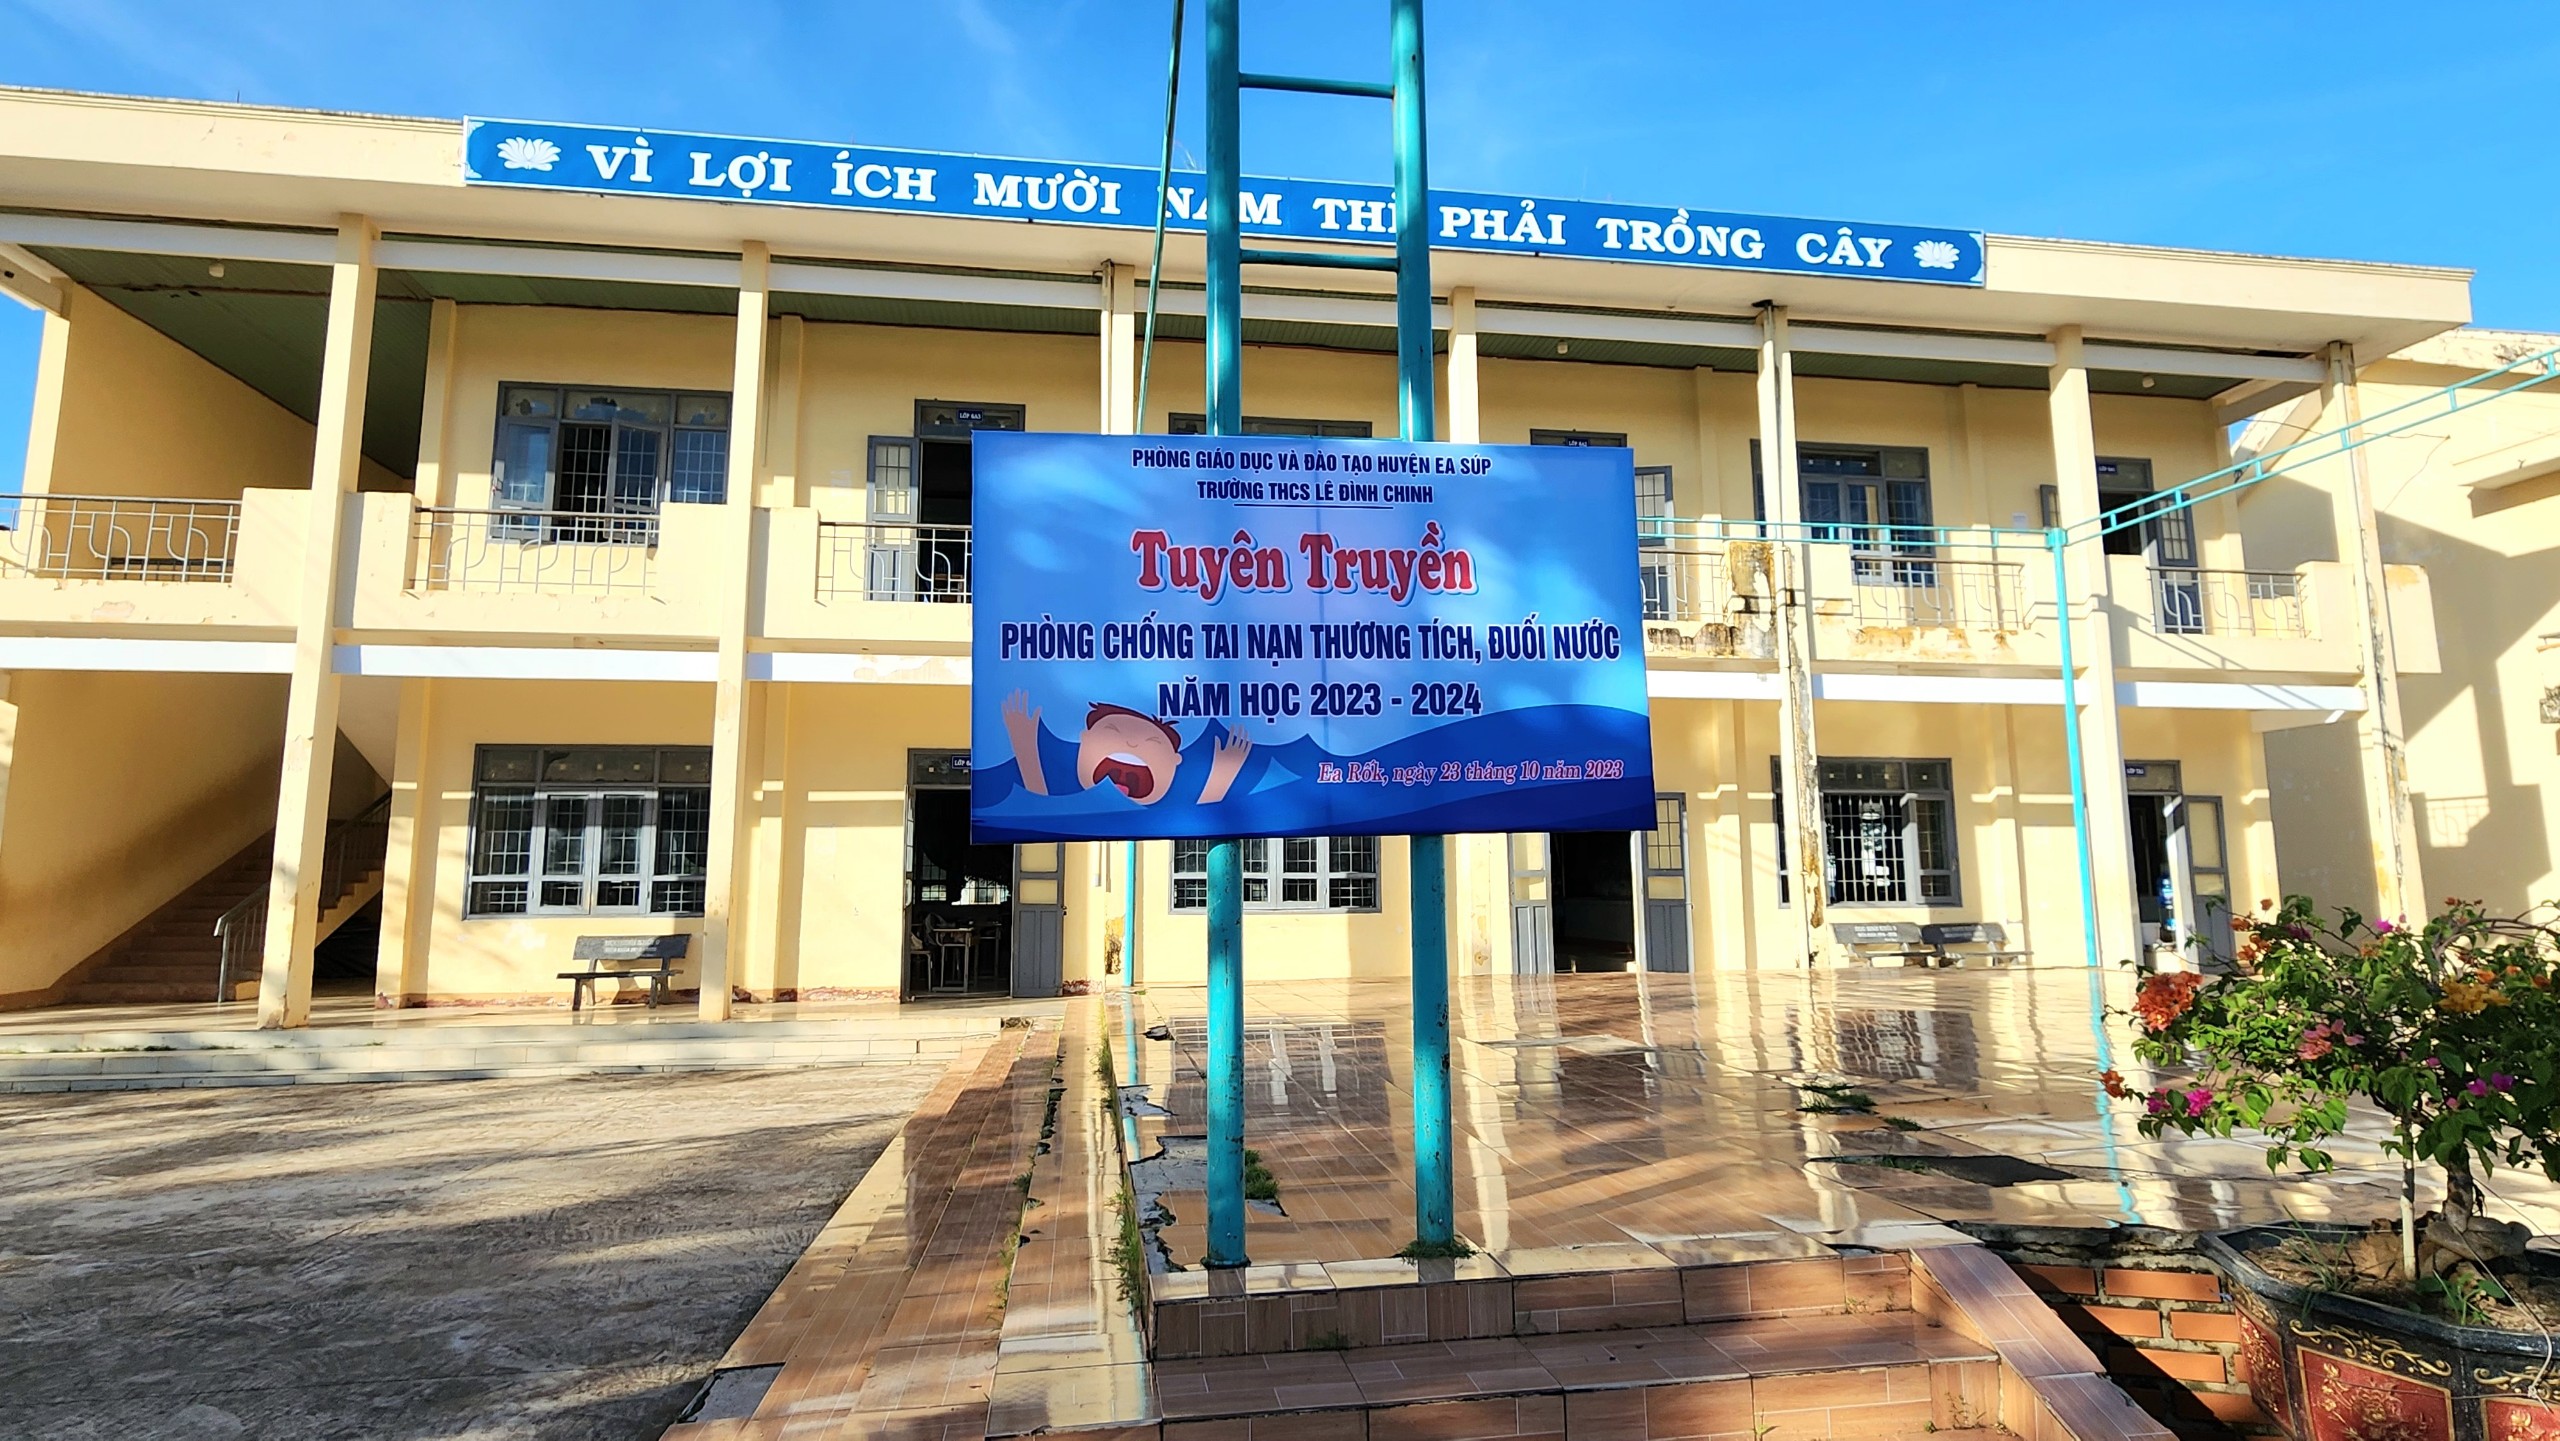 VÌ LỢI ÍCH MƯỜI NĂM THÌ PHẢI TRỒNG CÂY
PHÒNG GIÁO DỤC VÀ ĐÀO TẠO HUYỆN EA SÚP
TRƯỜNG THCS LÊ ĐÌNH CHINH
Tuyên Truyền
PHÒNG CHỐNG TAI NẠN THƯƠNG TÍCH, ĐUỐI NƯỚC
NĂM HỌC 2023 - 2024
Ea Rốk, ngày 23 tháng 10 năm 2023